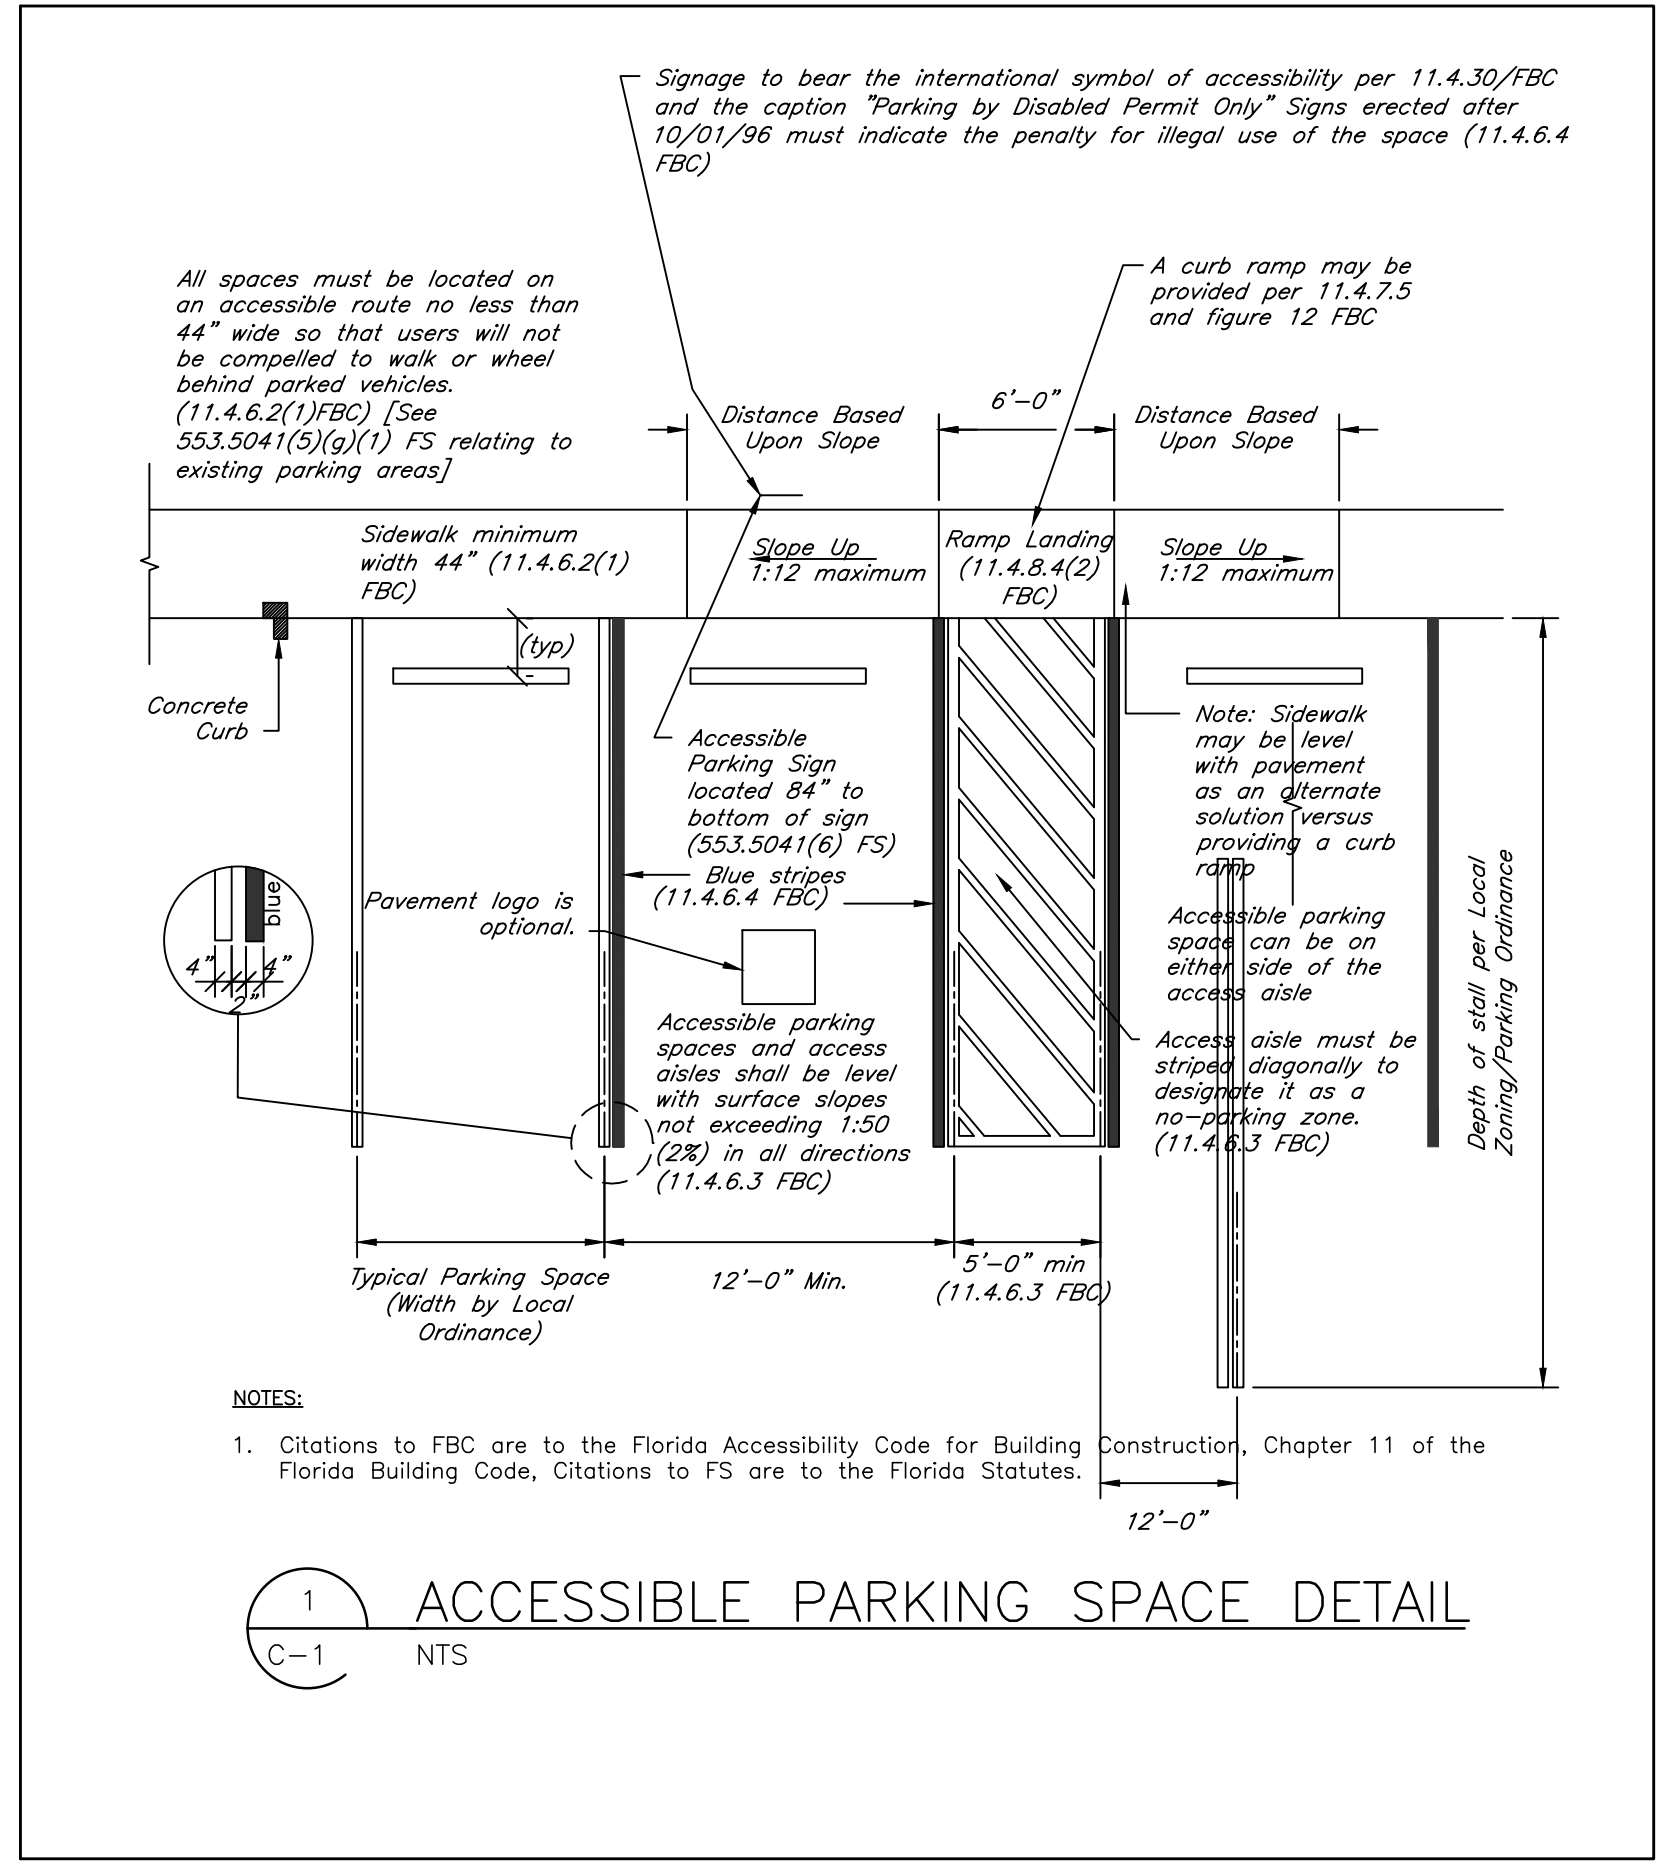 Signage to bear the international symbol of accessibility per 11.4.30/FBC
and the caption "Parking by Disabled Permit Only" Signs erected after
10/01/96 must indicate the penalty for illegal use of the space (11.4.6.4
FBC)
All spaces must be located on
an accessible route no less than
44" wide so that users will not
be compelled to walk or wheel
behind parked vehicles.
(11.4.6.2(1)FBC) [See
553.5041(5)(g)(1) FS relating to
existing parking areas]
A curb ramp may be
provided per 11.4.7.5
and figure 12 FBC
Distance Based
Upon Slope
6'-0"
Distance Based
Upon Slope
Sidewalk minimum
width 44" (11.4.6.2(1)
FBC)
Slope Up
1:12 maximum
Ramp Landing
(11.4.8.4(2)
FBC)
Slope Up
1:12 maximum
(typ)
Concrete
Curb
Accessible
Parking Sign
located 84" to
bottom of sign
(553.5041(6) FS)
Blue stripes
(11.4.6.4 FBC)
Note: Sidewalk
may be level
with pavement
as an alternate
solution versus
providing a curb
ramp
blue
4"
4"
2"
Pavement logo is
optional.
Accessible parking
space can be on
either side of the
access aisle
Accessible parking
spaces and access
aisles shall be level
with surface slopes
not exceeding 1:50
(2%) in all directions
(11.4.6.3 FBC)
Access aisle must be
striped diagonally to
designate it as a
no-parking zone.
(11.4.6.3 FBC)
Depth of stall per Local
Zoning/Parking Ordinance
Typical Parking Space
(Width by Local
Ordinance)
12'-0" Min.
5'-0" min
(11.4.6.3 FBC)
NOTES:
1. Citations to FBC are to the Florida Accessibility Code for Building Construction, Chapter 11 of the
Florida Building Code, Citations to FS are to the Florida Statutes.
12'-0"
1
C-1
ACCESSIBLE PARKING SPACE DETAIL
NTS